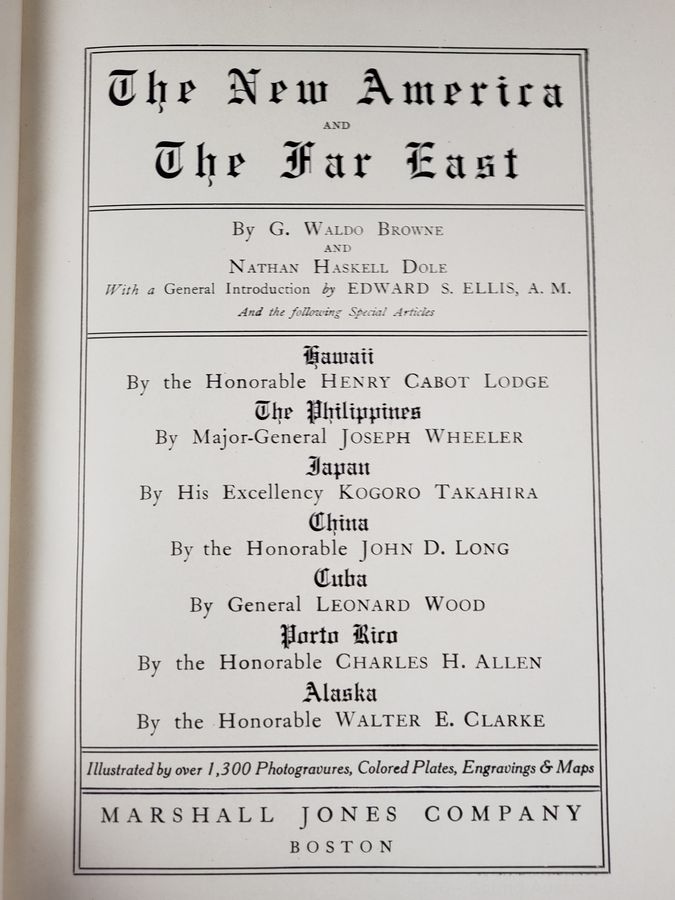 The New America
AND
The Far East
By G. WALDO BROWNE
AND
NATHAN HASKELL DOLE
With a General Introduction by EDWARD S. ELLIS, A. M.
And the following Special Articles
Hawaii
By the Honorable HENRY CABOT LODGE
The Philippines
By Major-General JOSEPH WHEELER
Japan
By His Excellency KOGORO TAKAHIRA
China
By the Honorable JOHN D. LONG
Cuba
By General LEONARD WOOD
Porto Rico
By the Honorable CHARLES H. ALLEN
Alaska
By the Honorable WALTER E. CLARKE
Illustrated by over 1,300 Photogravures, Colored Plates, Engravings & Maps
MARSHALL JONES COMPANY
BOSTON